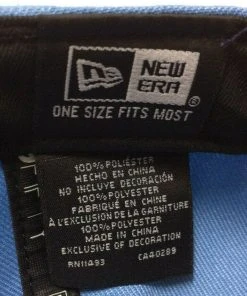 NEW
ERA®
ONE SIZE FITS MOST
100% POLIÉSTER
HECHO EN CHINA
NO INCLUYE DECORACIÓN
100% POLYESTER
FABRIQUÉ EN CHINE
À L'EXCLUSION DE LA GARNITURE
100% POLYESTER
MADE IN CHINA
EXCLUSIVE OF DECORATION
RN11493 CA40289